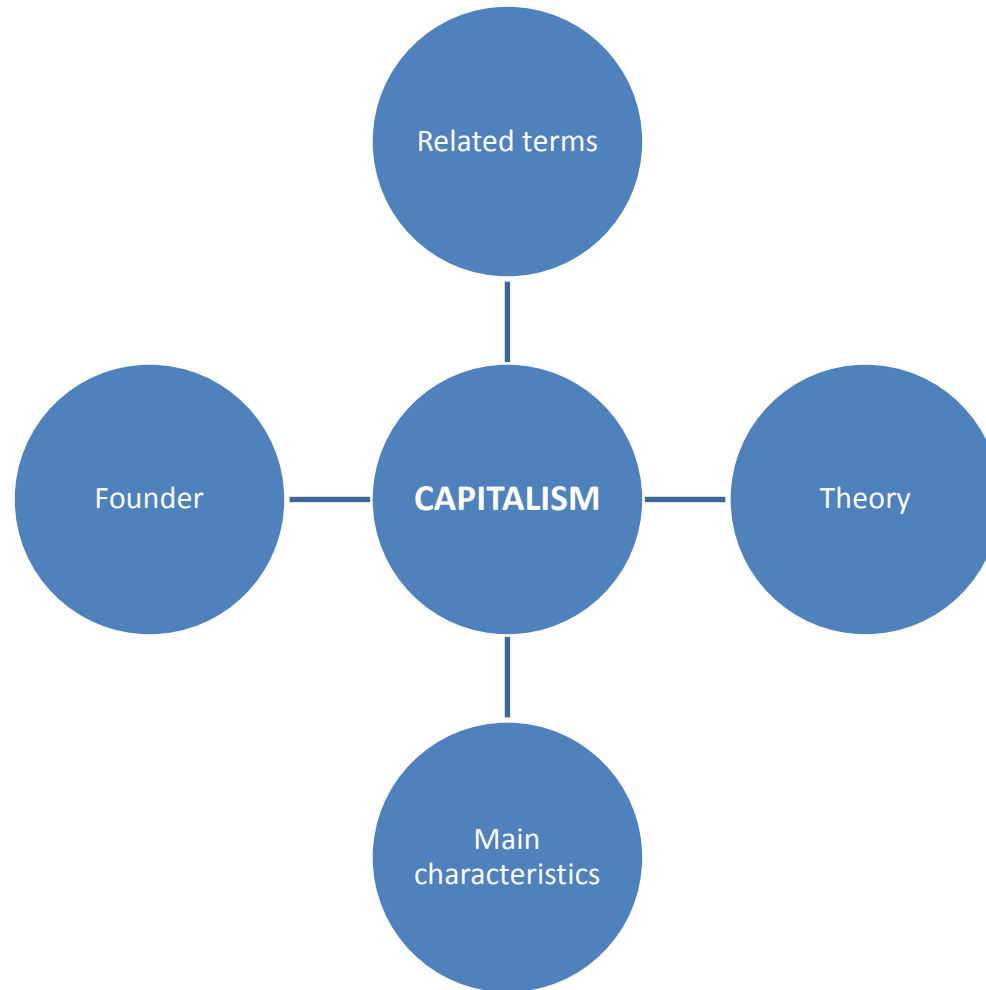 Related terms
Founder
CAPITALISM
Theory
Main
characteristics